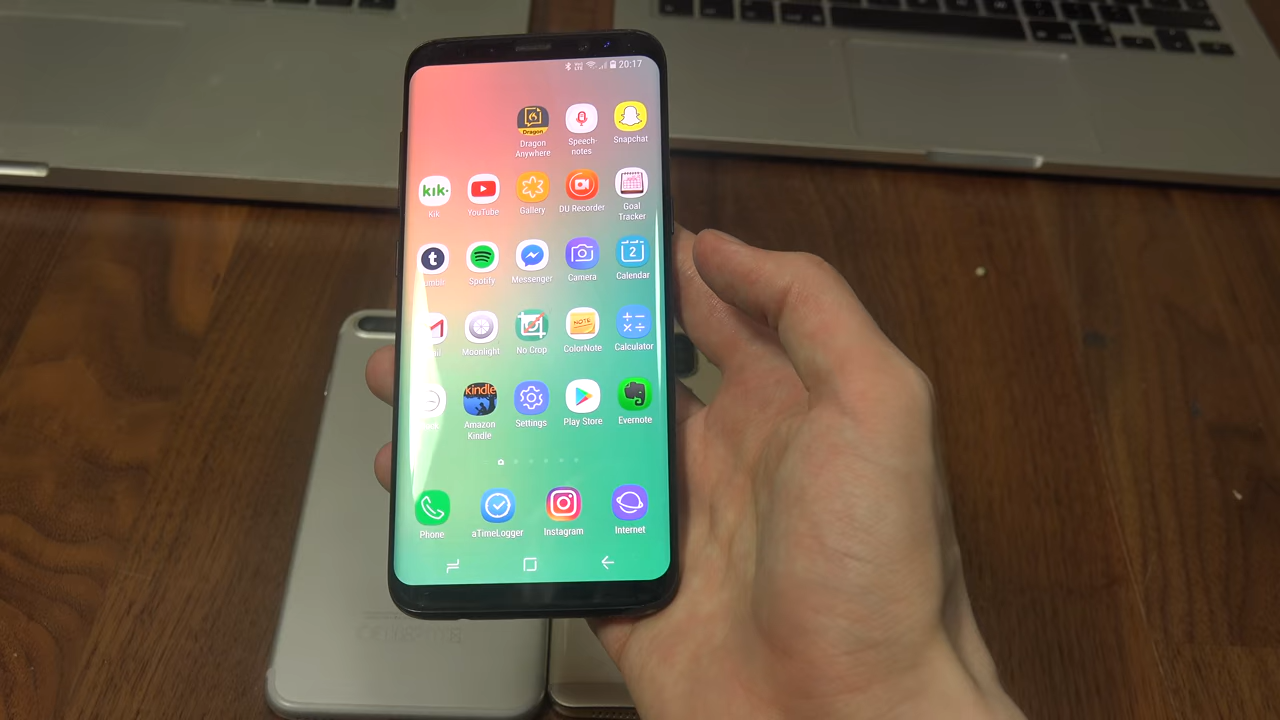 VoLTE 20:17
Dragon
Dragon
Anywhere
Speech-
notes
Snapchat
kik.
Kik
YouTube
Gallery
DU Recorder
Goal
Tracker
t
Spotify
Messenger
Camera
2
Calendar
Moonlight
No Crop
NOTE
ColorNote
Calculator
kindle
Amazon
Kindle
Settings
Play Store
Evernote
Phone
aTimeLogger
Instagram
Internet